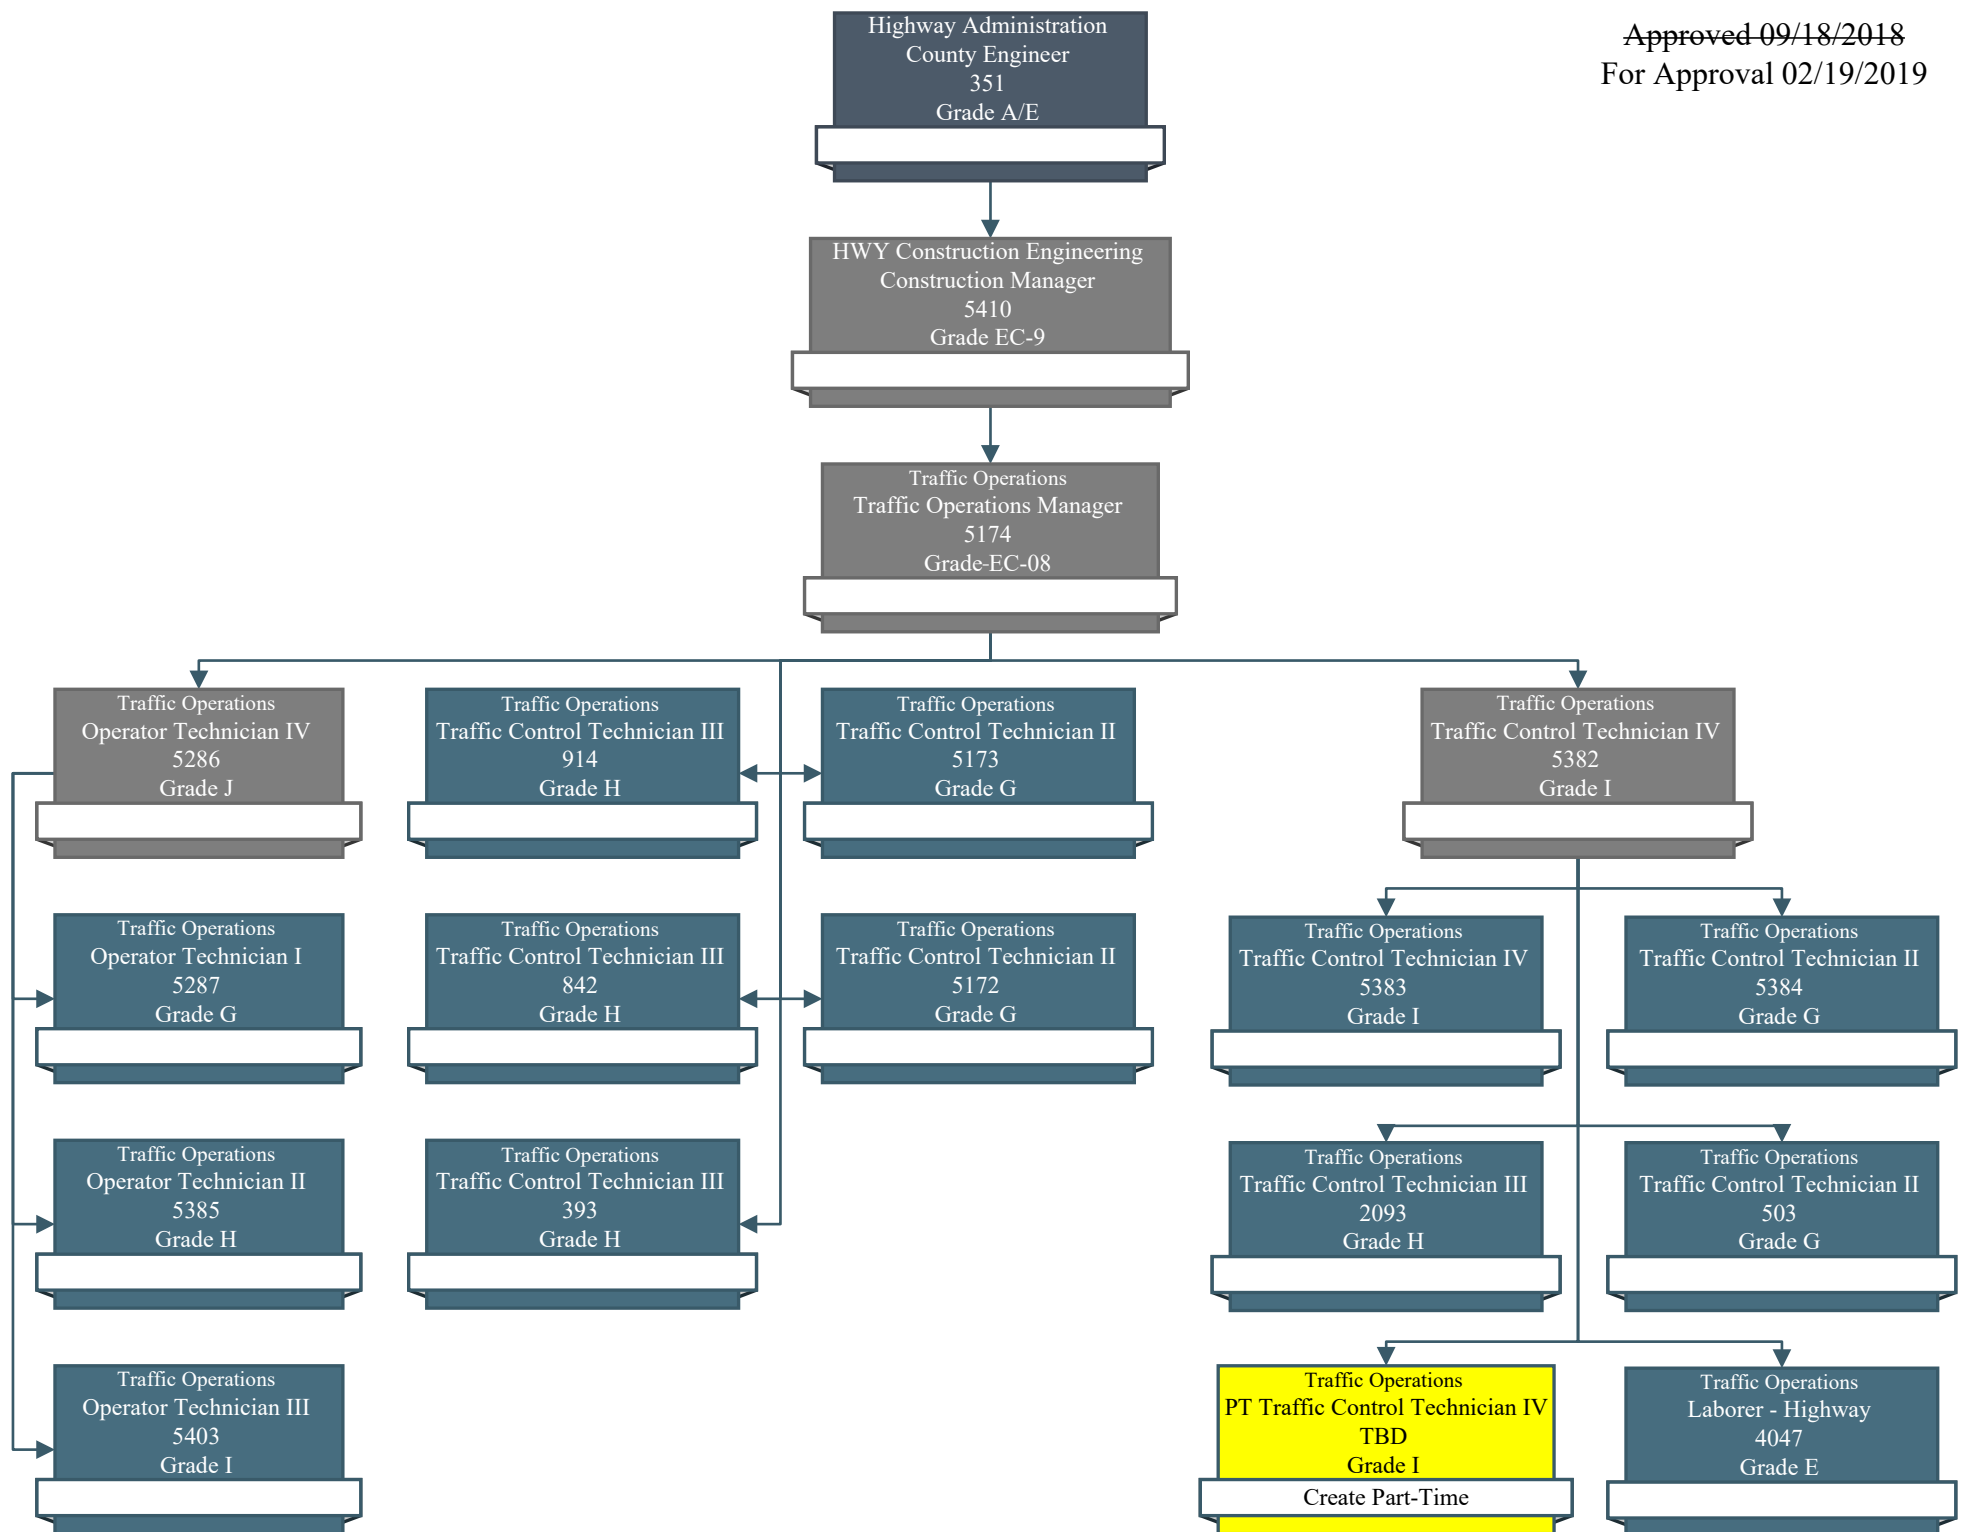 Highway Administration
County Engineer
351
Grade A/E
Approved 09/18/2018
For Approval 02/19/2019
HWY Construction Engineering
Construction Manager
5410
Grade EC-9
Traffic Operations
Traffic Operations Manager
5174
Grade-EC-08
Traffic Operations
Operator Technician IV
5286
Grade J
Traffic Operations
Traffic Control Technician III
914
Grade H
Traffic Operations
Traffic Control Technician II
5173
Grade G
Traffic Operations
Traffic Control Technician IV
5382
Grade I
Traffic Operations
Operator Technician I
5287
Grade G
Traffic Operations
Traffic Control Technician III
842
Grade H
Traffic Operations
Traffic Control Technician II
5172
Grade G
Traffic Operations
Traffic Control Technician IV
5383
Grade I
Traffic Operations
Traffic Control Technician II
5384
Grade G
Traffic Operations
Operator Technician II
5385
Grade H
Traffic Operations
Traffic Control Technician III
393
Grade H
Traffic Operations
Traffic Control Technician III
2093
Grade H
Traffic Operations
Traffic Control Technician II
503
Grade G
Traffic Operations
Operator Technician III
5403
Grade I
Traffic Operations
PT Traffic Control Technician IV
TBD
Grade I
Create Part-Time
Traffic Operations
Laborer - Highway
4047
Grade E